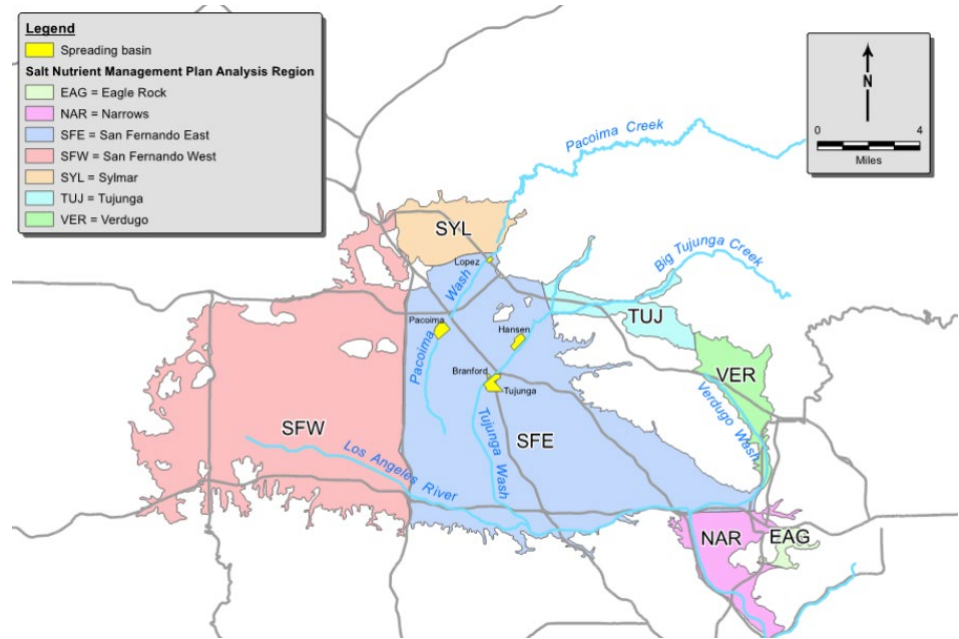 Legend
Spreading basin
Salt Nutrient Management Plan Analysis Region
EAG = Eagle Rock
NAR = Narrows
SFE = San Fernando East
SFW = San Fernando West
SYL = Sylmar
TUJ = Tujunga
VER = Verdugo
N
0 4
Miles
Pacoima Creek
SYL
Lopez
Big Tujunga Creek
Wash
Pacoima
Hansen
TUJ
Pacoima
Branford
Tujunga
VER
Verdugo Wash
SFW
SFE
Los Angeles River
Tujunga Wash
NAR
EAG